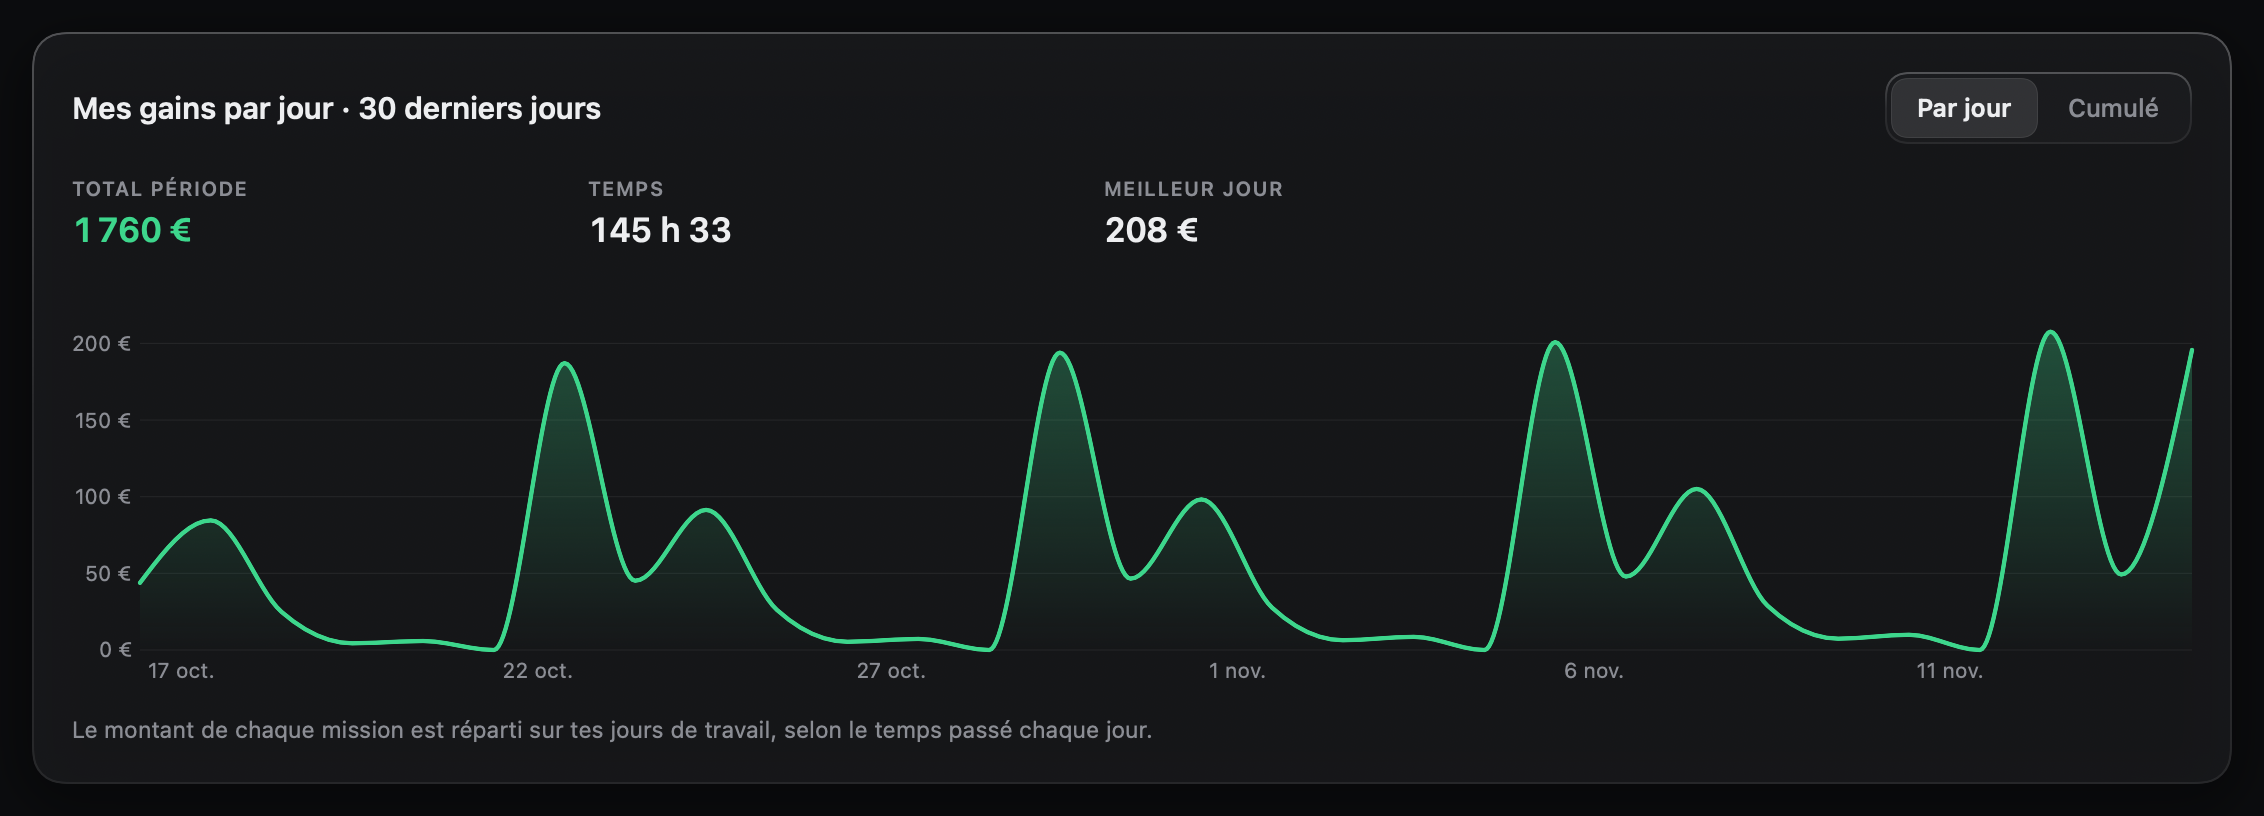 Mes gains par jour · 30 derniers jours
Par jour
Cumulé
TOTAL PÉRIODE
1 760 €
TEMPS
145 h 33
MEILLEUR JOUR
208 €
200 €
150 €
100 €
50 €
0 €
17 oct.
22 oct.
27 oct.
1 nov.
6 nov.
11 nov.
Le montant de chaque mission est réparti sur tes jours de travail, selon le temps passé chaque jour.